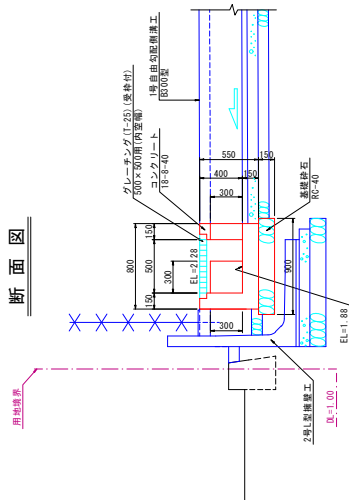 断面図
用地境界
グレーチング(T-25)(受枠付)
500×500用(内空幅)
コンクリート
18-8-40
1号自由勾配側溝工
B300型
800
150
500
150
300
EL=2.28
550
400
150
150
300
300
900
基礎砕石
RC-40
EL=1.88
2号L型擁壁工
DL=1.00